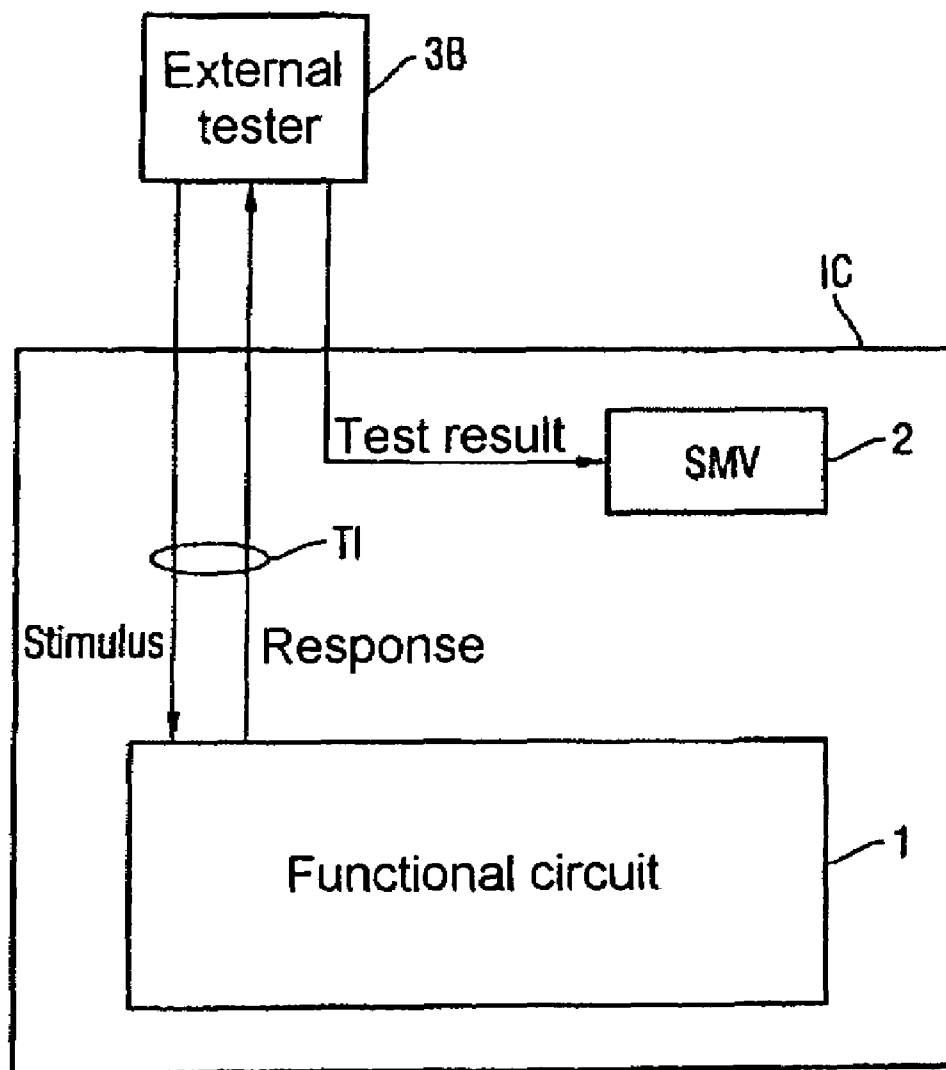 External
tester
3B
IC
Test result
SMV
2
TI
Stimulus
Response
Functional circuit
1